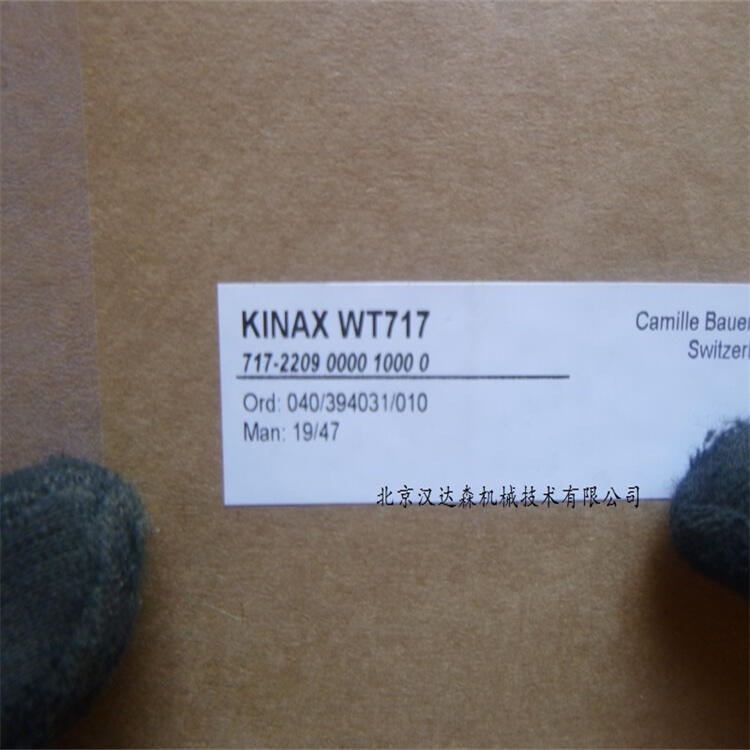 KINAX WT717
717-2209 0000 1000 0
Ord: 040/394031/010
Man: 19/47
Camille Bauer
北京汉达森机械技术有限公司